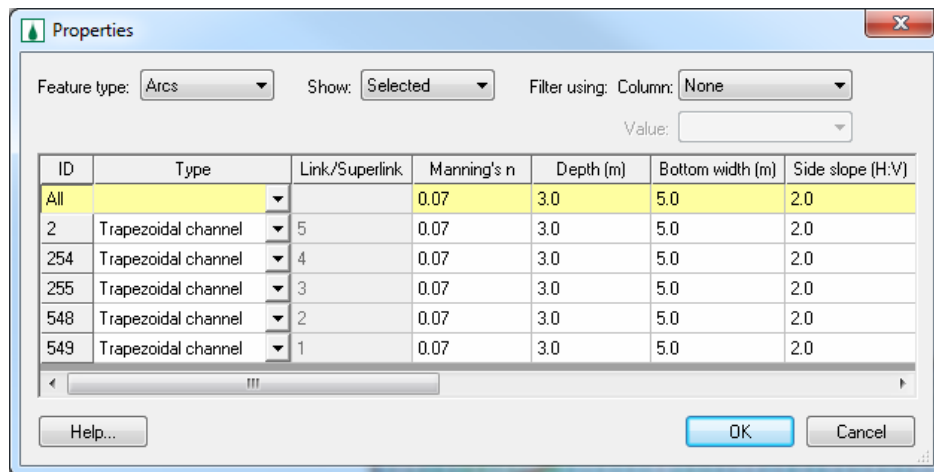 Properties
Feature type: Arcs Show: Selected Filter using: Column: None
Value:
ID Type Link/Superlink Manning's n Depth (m) Bottom width (m) Side slope (H:V)
All 0.07 3.0 5.0 2.0
2 Trapezoidal channel 5 0.07 3.0 5.0 2.0
254 Trapezoidal channel 4 0.07 3.0 5.0 2.0
255 Trapezoidal channel 3 0.07 3.0 5.0 2.0
548 Trapezoidal channel 2 0.07 3.0 5.0 2.0
549 Trapezoidal channel 1 0.07 3.0 5.0 2.0
Help... OK Cancel